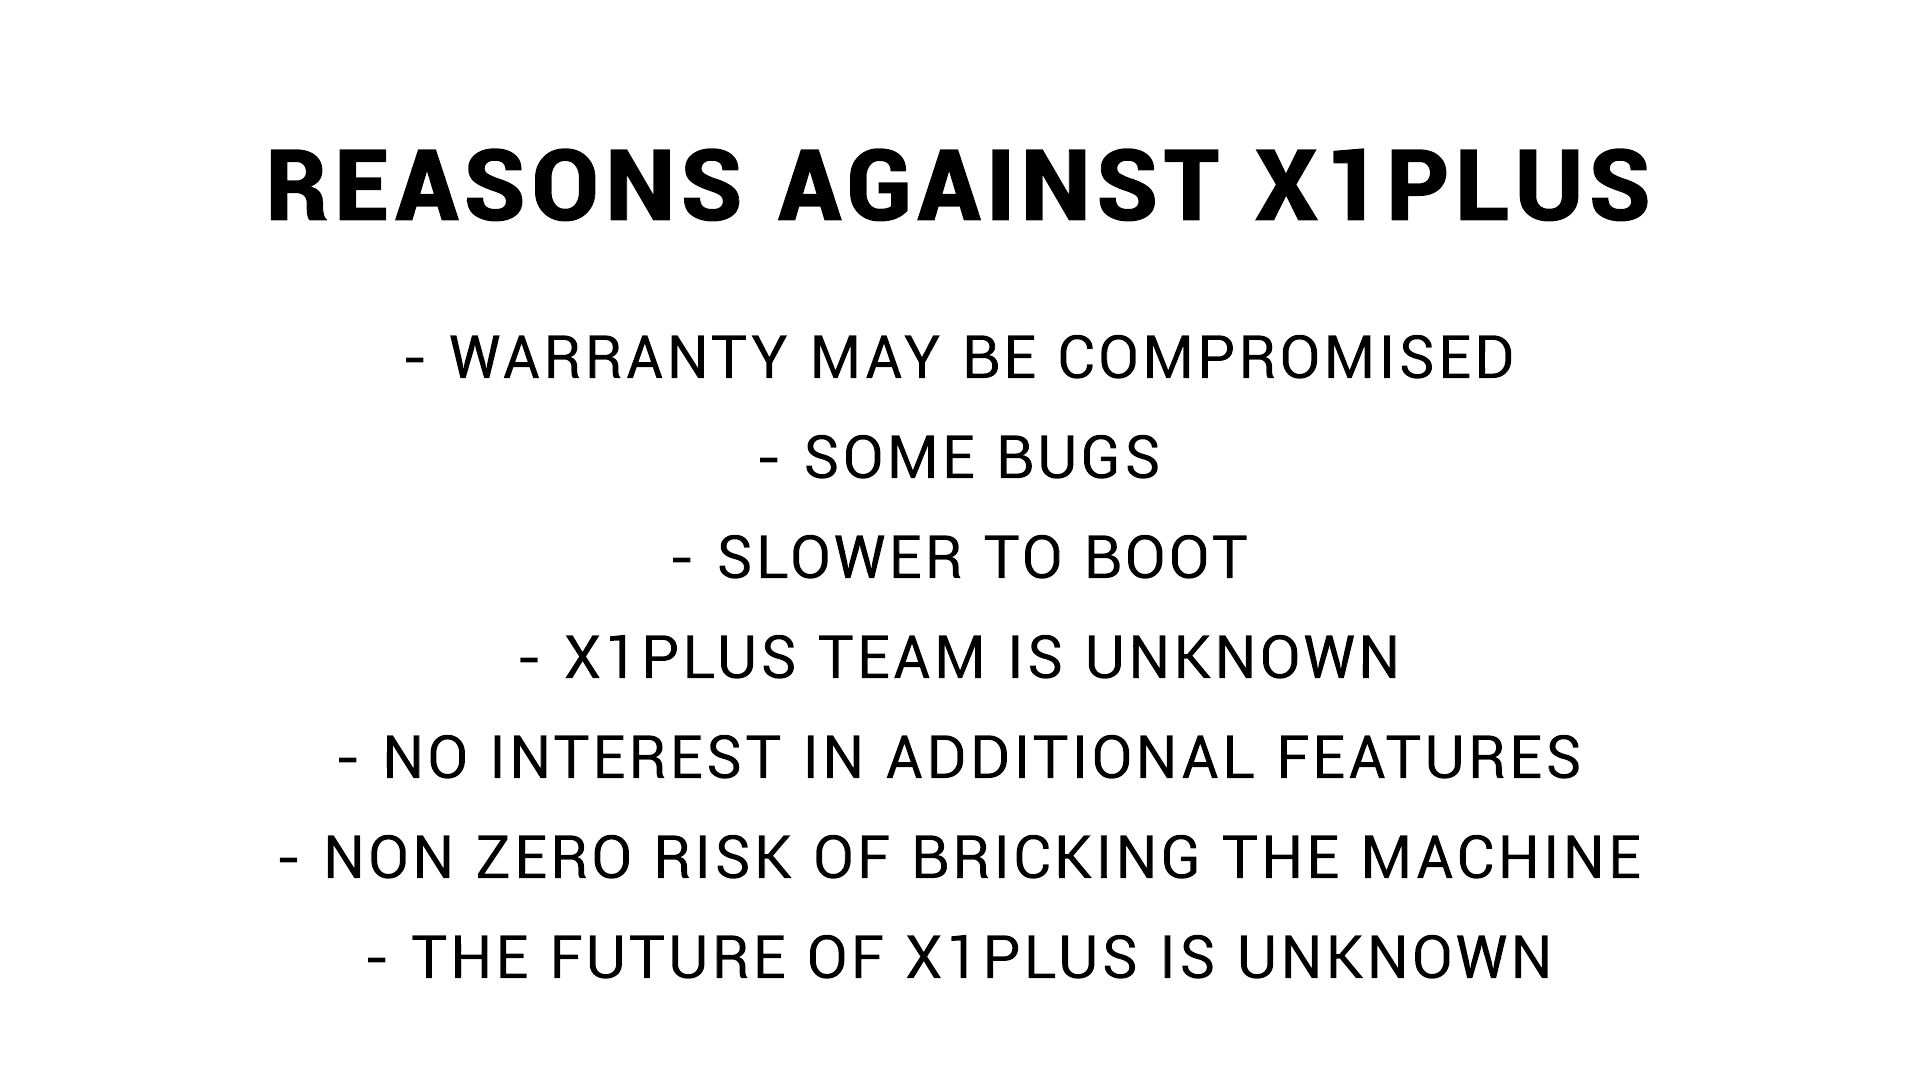 REASONS AGAINST X1PLUS
- WARRANTY MAY BE COMPROMISED
- SOME BUGS
- SLOWER TO BOOT
- X1PLUS TEAM IS UNKNOWN
- NO INTEREST IN ADDITIONAL FEATURES
- NON ZERO RISK OF BRICKING THE MACHINE
- THE FUTURE OF X1PLUS IS UNKNOWN